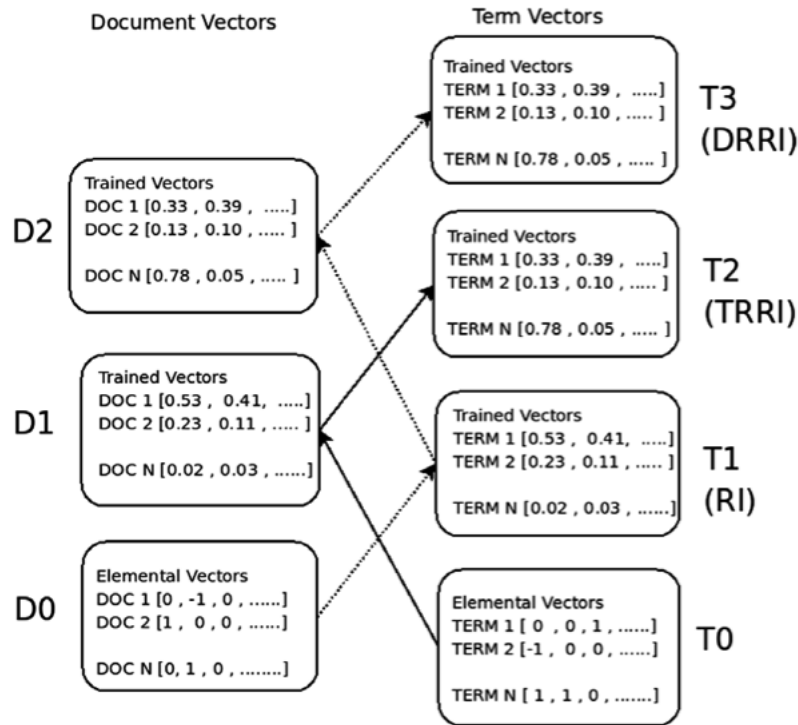 Document Vectors
Term Vectors
Trained Vectors
TERM 1 [0.33 , 0.39 , .....]
TERM 2 [0.13 , 0.10 , ..... ]
TERM N [0.78 , 0.05 , ..... ]
T3
(DRRI)
D2
Trained Vectors
DOC 1 [0.33 , 0.39 , .....]
DOC 2 [0.13 , 0.10 , ..... ]
DOC N [0.78 , 0.05 , ..... ]
Trained Vectors
TERM 1 [0.33 , 0.39 , .....]
TERM 2 [0.13 , 0.10 , ..... ]
TERM N [0.78 , 0.05 , ..... ]
T2
(TRRI)
D1
Trained Vectors
DOC 1 [0.53 , 0.41, .....]
DOC 2 [0.23 , 0.11 , ..... ]
DOC N [0.02 , 0.03 , ......]
Trained Vectors
TERM 1 [0.53 , 0.41, .....]
TERM 2 [0.23 , 0.11 , ..... ]
TERM N [0.02 , 0.03 , ......]
T1
(RI)
D0
Elemental Vectors
DOC 1 [0 , -1 , 0 , ......]
DOC 2 [1 , 0 , 0 , ......]
DOC N [0, 1 , 0 , ........]
Elemental Vectors
TERM 1 [ 0 , 0 , 1 , ......]
TERM 2 [-1 , 0 , 0 , ......]
TERM N [ 1 , 1 , 0 , .......]
T0